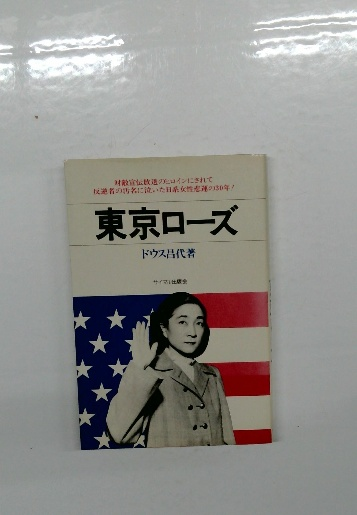 対敵宣伝放送のヒロインにされて
反逆者の汚名に泣いた日系女性悲運の30年!
東京ローズ
ドウス昌代著
サイマル出版会